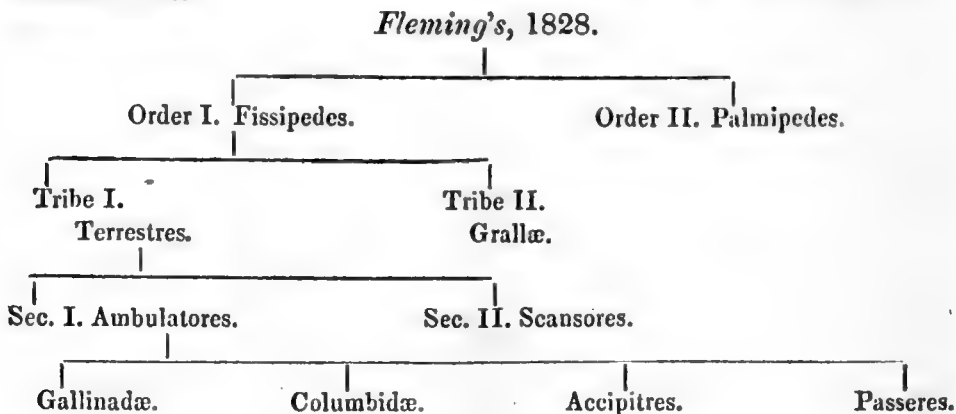 Fleming's, 1828.
Order I. Fissipedes. Order II. Palmipedes.
Tribe I. Tribe II.
Terrestres. Grallæ.
Sec. I. Ambulatores. Sec. II. Scansores.
Gallinadæ. Columbidæ. Accipitres. Passeres.